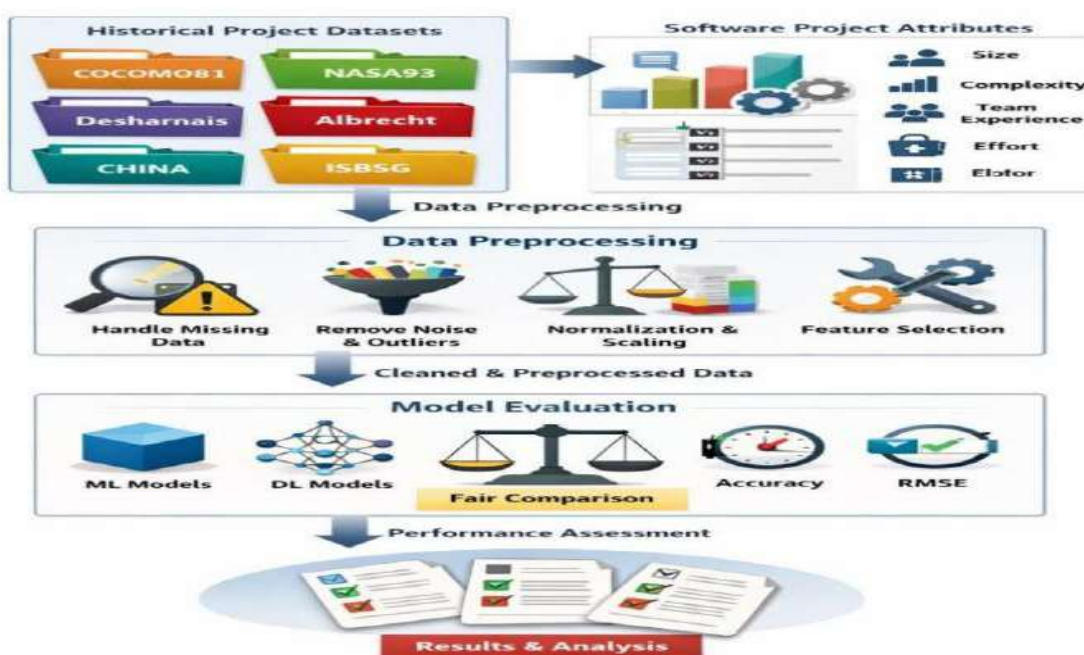 Historical Project Datasets
COCOMO81
NASA93
Desharnais
Albrecht
CHINA
ISBSG
Software Project Attributes
Size
Complexity
Team
Experience
Effort
Elofor
Data Preprocessing
Data Preprocessing
Handle Missing
Data
Remove Noise
& Outliers
Normalization &
Scaling
Feature Selection
Cleaned & Preprocessed Data
Model Evaluation
ML Models
DL Models
Fair Comparison
Accuracy
RMSE
Performance Assessment
Results & Analysis